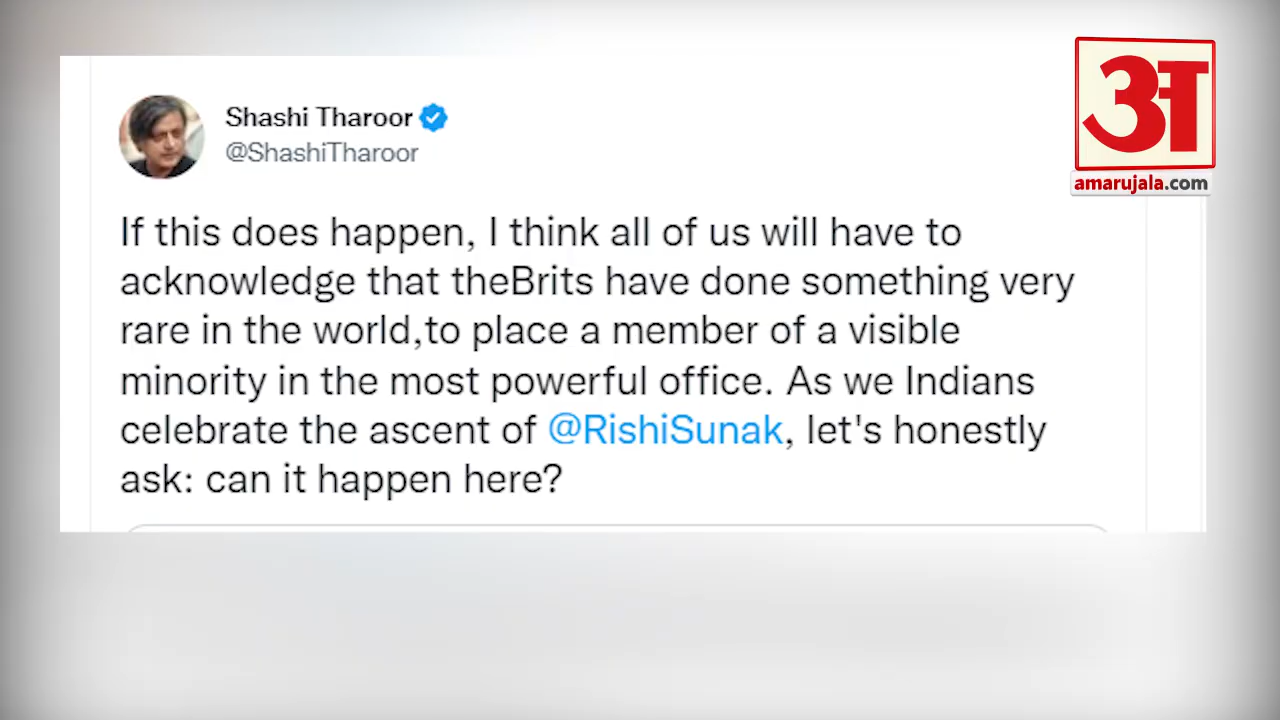 अ
amarujala.com
Shashi Tharoor
@ShashiTharoor
If this does happen, I think all of us will have to
acknowledge that theBrits have done something very
rare in the world,to place a member of a visible
minority in the most powerful office. As we Indians
celebrate the ascent of @RishiSunak, let's honestly
ask: can it happen here?